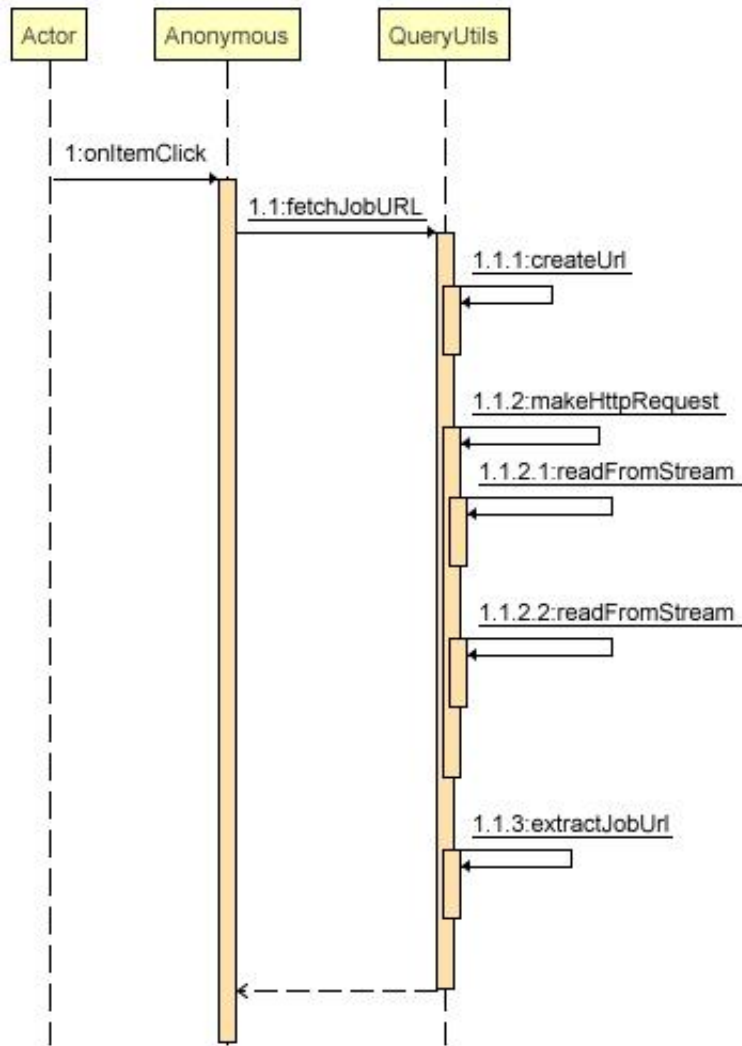 Actor
Anonymous
QueryUtils
1:onItemClick
1.1:fetchJobURL
1.1.1:createUrl
1.1.2:makeHttpRequest
1.1.2.1:readFromStream
1.1.2.2:readFromStream
1.1.3:extractJobUrl